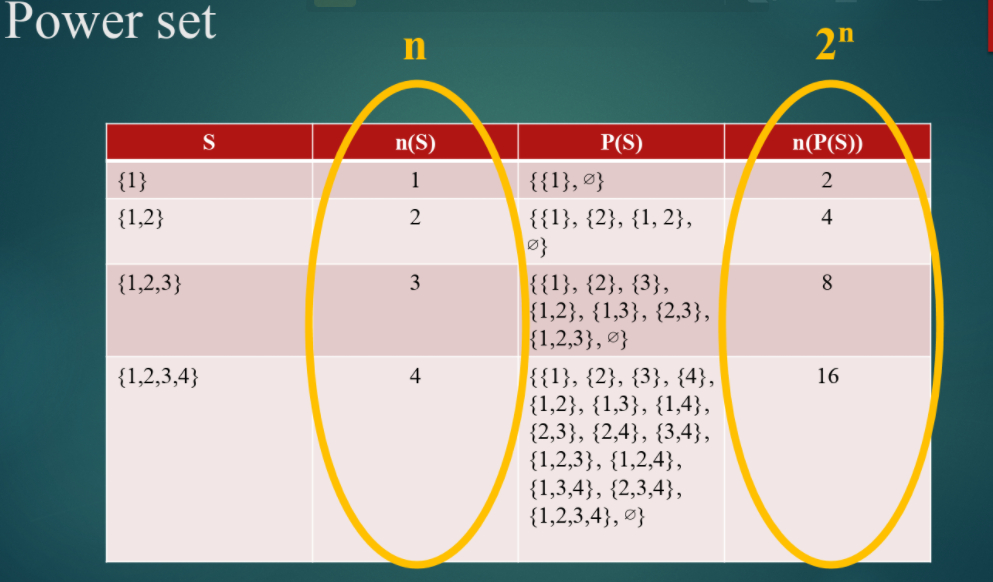 Power set
n
2ⁿ
S n(S) P(S) n(P(S))
{1} 1 {{1}, ∅} 2
{1,2} 2 {{1}, {2}, {1, 2}, 4
∅}
{1,2,3} 3 {{1}, {2}, {3}, 8
{1,2}, {1,3}, {2,3},
{1,2,3}, ∅}
{1,2,3,4} 4 {{1}, {2}, {3}, {4}, 16
{1,2}, {1,3}, {1,4},
{2,3}, {2,4}, {3,4},
{1,2,3}, {1,2,4},
{1,3,4}, {2,3,4},
{1,2,3,4}, ∅}